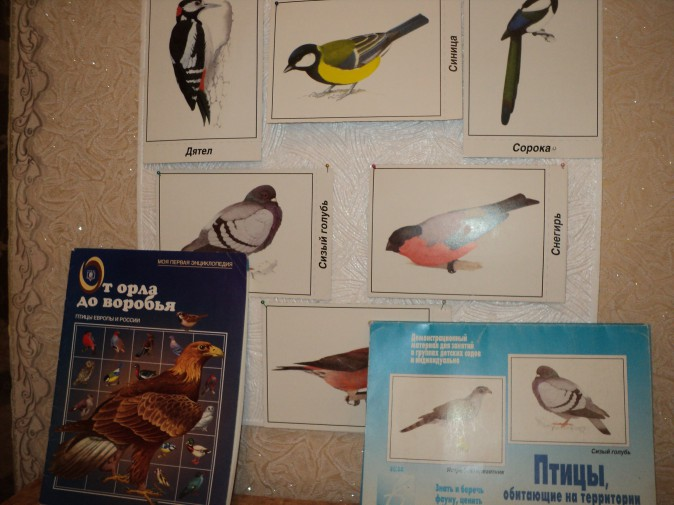 Дятел
Синица
Сорока
Сизый голубь
Снегирь
МОЯ ПЕРВАЯ ЭНЦИКЛОПЕДИЯ
От орла
до воробья
ПТИЦЫ ЕВРОПЫ И РОССИИ
Демонстрационный
материал для занятий
в группах детских садов
и индивидуально
Сизый голубь
Птицы,
обитающие на территории
Знать и беречь
фауну, ценить